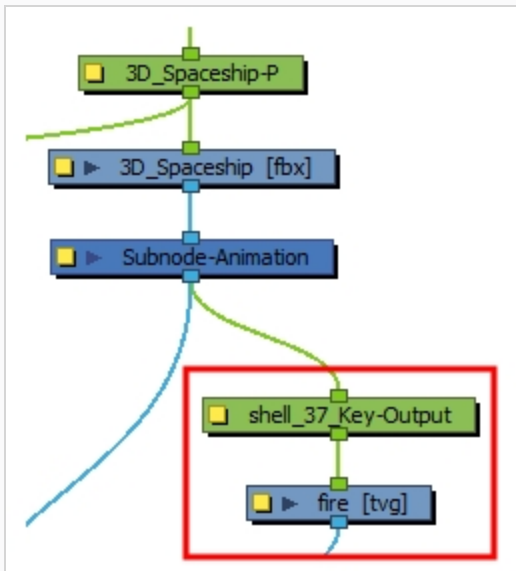 3D_Spaceship-P
3D_Spaceship [fbx]
Subnode-Animation
shell_37_Key-Output
fire [tvg]